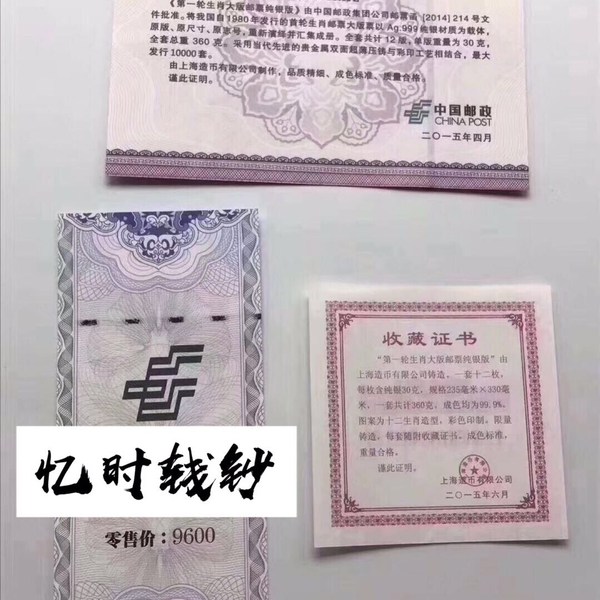 《第一轮生肖大版邮票纯银版》由中国邮政集团公司邮票函 [2014] 214 号文
件批准。将我国自1980年发行的首轮生肖邮票大版票以 Ag.999 纯银材质为载体，
原版、原尺寸、原志号，重新演绎并汇集成册。全套共计12版，单版重量为30克，
全套总重 360 克。采用当代先进的贵金属双面超薄压铸与彩印工艺相结合，最大
发行 10000套。
由上海造币有限公司制作，品质精细、成色标准、质量合格。
谨此证明。
中国邮政
CHINA POST
二〇一五年四月
忆时钱钞
零售价：9600
收藏证书
“第一轮生肖大版邮票纯银版”由
上海造币有限公司铸造，一套十二枚，
每枚含纯银30克，规格235毫米×330毫
米，一套共计360克，成色均为99.9%，
图案为十二生肖造型，彩色印制，限量
铸造，每套随附收藏证书，成色标准，
重量合格。
谨此证明。
上海造币有限公司
二〇一五年六月